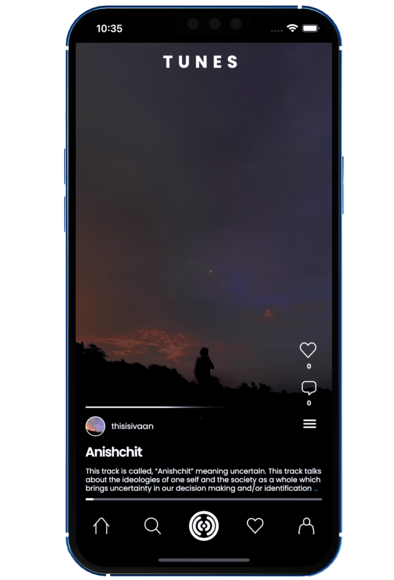 10:35
TUNES
0
0
thisisivaan
Anishchit
This track is called, "Anishchit" meaning uncertain. This track talks
about the ideologies of one self and the society as a whole which
brings uncertainty in our decision making and/or identification ...